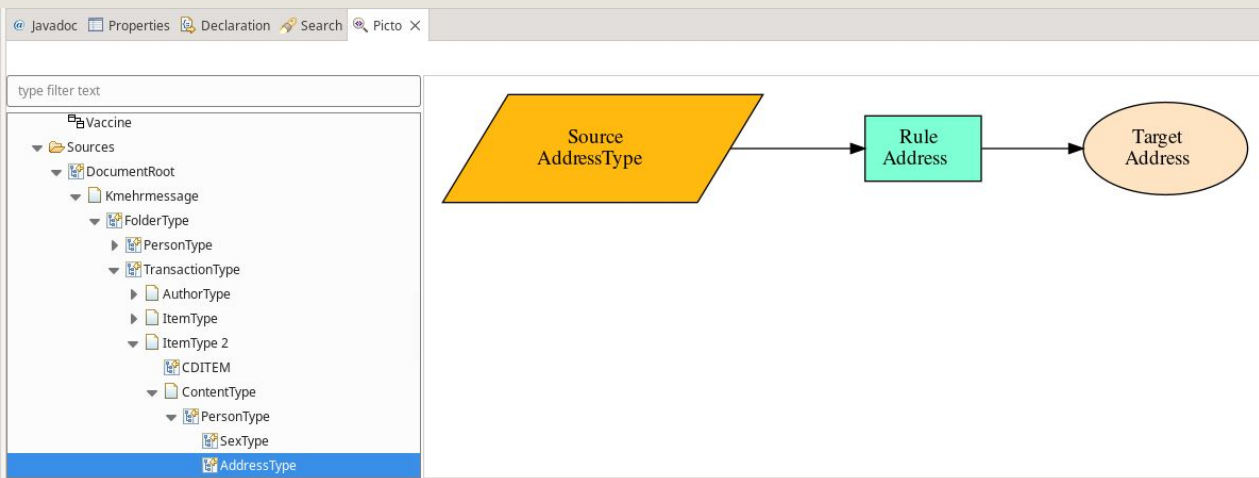 @ Javadoc Properties Declaration Search Picto
type filter text
Vaccine
Sources
DocumentRoot
Kmehrmessage
FolderType
PersonType
TransactionType
AuthorType
ItemType
ItemType 2
CDITEM
ContentType
PersonType
SexType
AddressType
Source
AddressType
Rule
Address
Target
Address